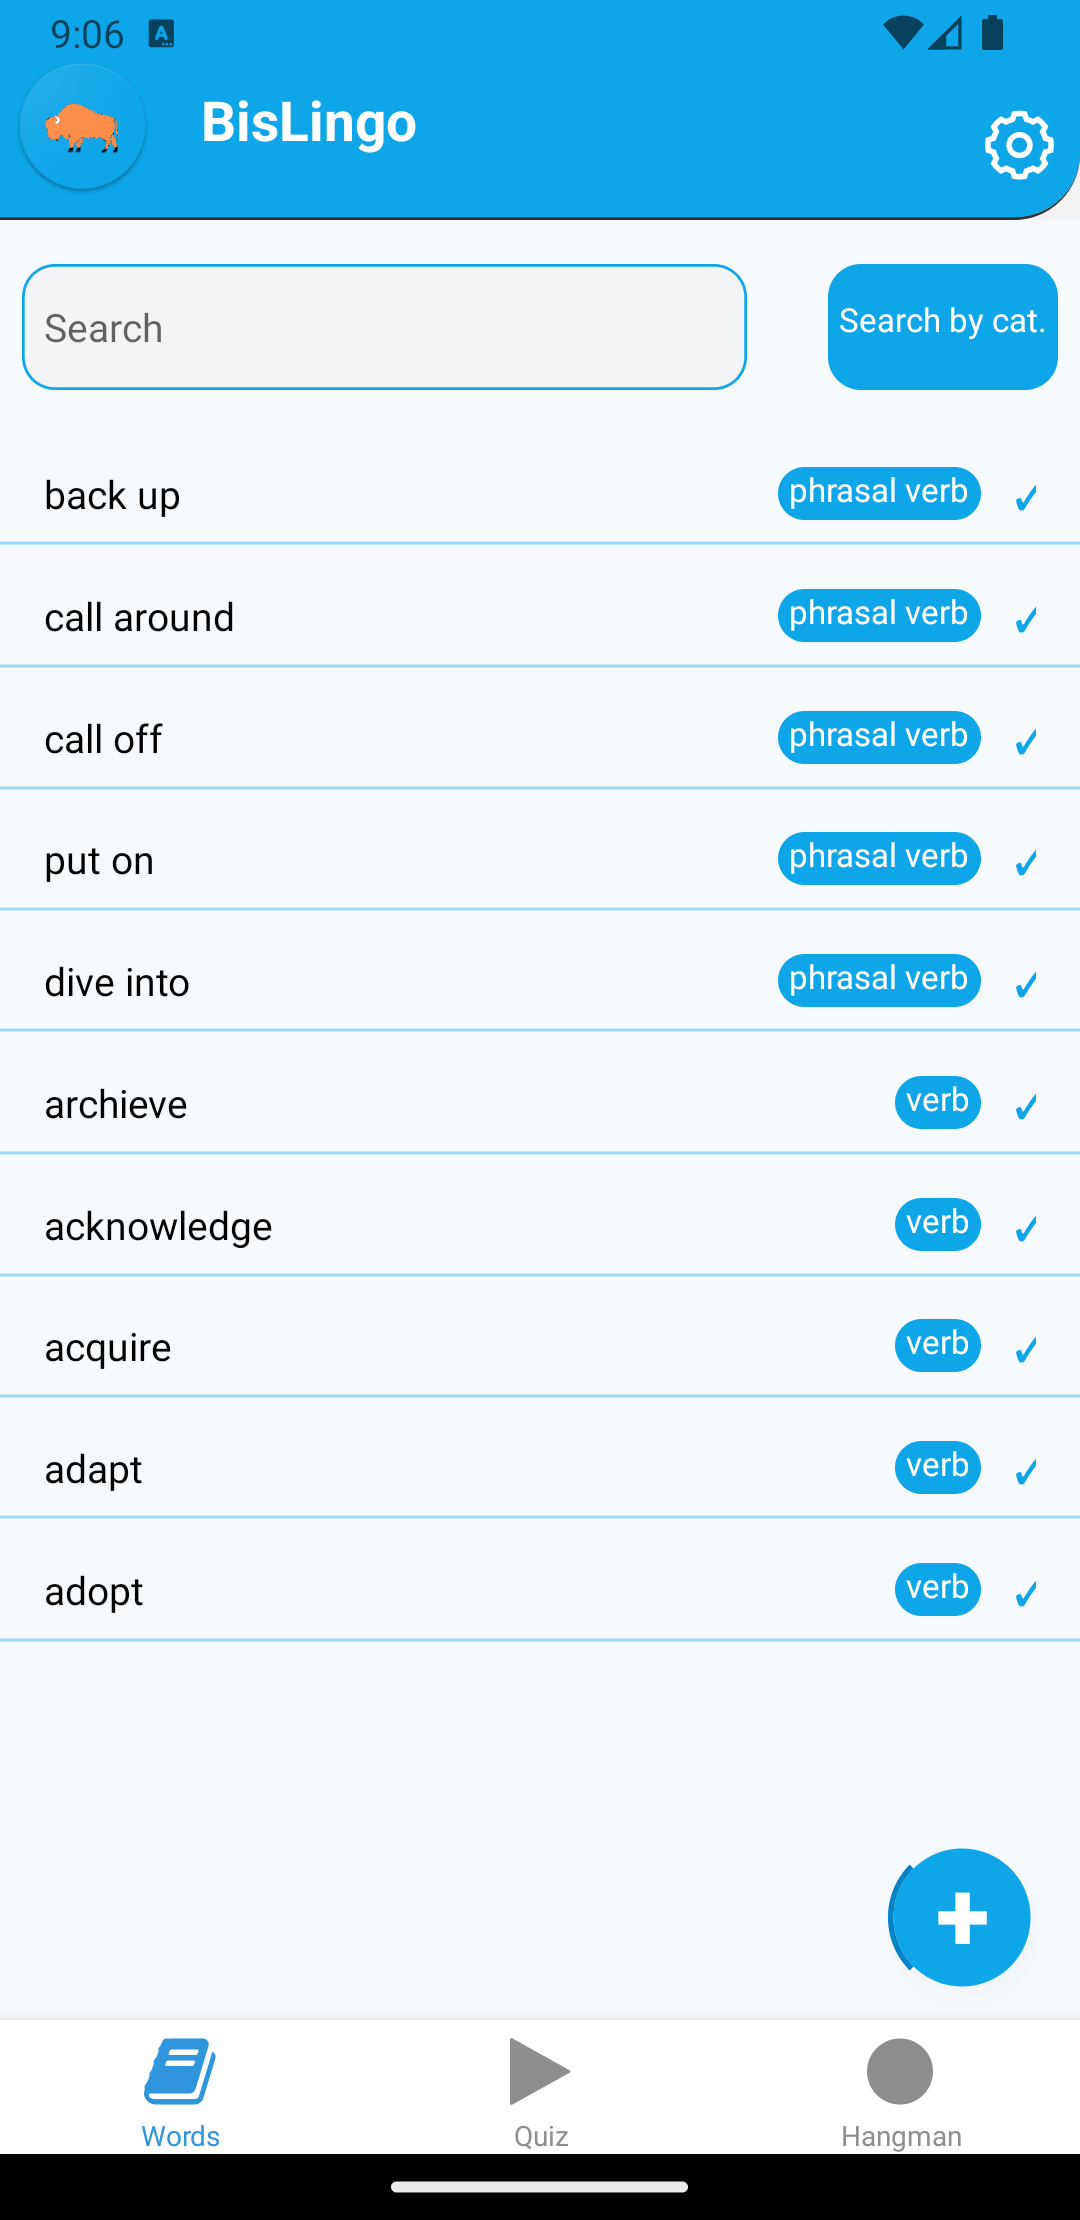 9:06 A
BisLingo
Search
Search by cat.
back up phrasal verb ✓
call around phrasal verb ✓
call off phrasal verb ✓
put on phrasal verb ✓
dive into phrasal verb ✓
archieve verb ✓
acknowledge verb ✓
acquire verb ✓
adapt verb ✓
adopt verb ✓
Words Quiz Hangman